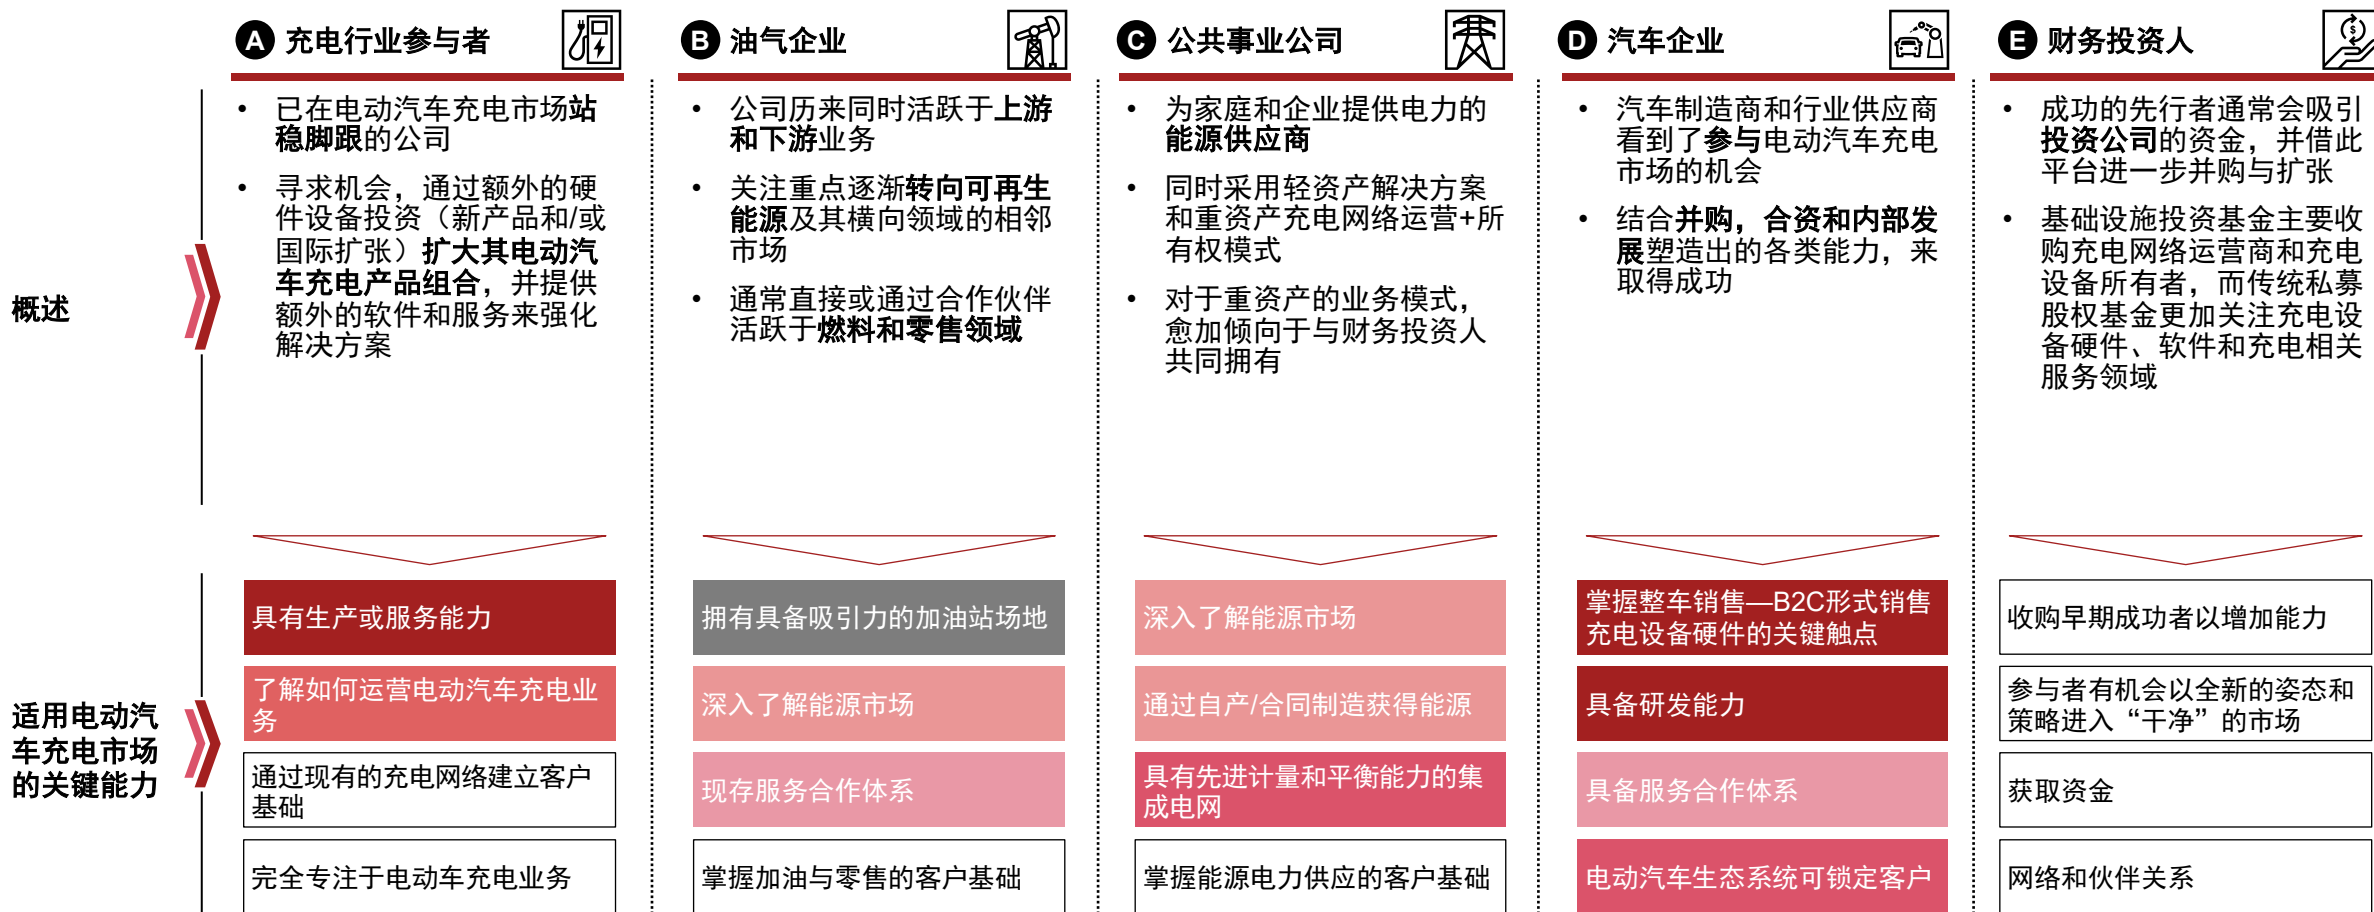 A 充电行业参与者
B 油气企业
C 公共事业公司
D 汽车企业
E 财务投资人
概述
• 已在电动汽车充电市场站
稳脚跟的公司
• 寻求机会，通过额外的硬
件设备投资（新产品和/或
国际扩张）扩大其电动汽
车充电产品组合，并提供
额外的软件和服务来强化
解决方案
• 公司历来同时活跃于上游
和下游业务
• 关注重点逐渐转向可再生
能源及其横向领域的相邻
市场
• 通常直接或通过合作伙伴
活跃于燃料和零售领域
• 为家庭和企业提供电力的
能源供应商
• 同时采用轻资产解决方案
和重资产充电网络运营+所
有权模式
• 对于重资产的业务模式，
愈加倾向于与财务投资人
共同拥有
• 汽车制造商和行业供应商
看到了参与电动汽车充电
市场的机会
• 结合并购，合资和内部发
展塑造出的各类能力，来
取得成功
• 成功的先行者通常会吸引
投资公司的资金，并借此
平台进一步并购与扩张
• 基础设施投资基金主要收
购充电网络运营商和充电
设备所有者，而传统私募
股权基金更加关注充电设
备硬件、软件和充电相关
服务领域
适用电动汽
车充电市场
的关键能力
具有生产或服务能力
了解如何运营电动汽车充电业
务
通过现有的充电网络建立客户
基础
完全专注于电动车充电业务
拥有具备吸引力的加油站场地
深入了解能源市场
现存服务合作体系
掌握加油与零售的客户基础
深入了解能源市场
通过自产/合同制造获得能源
具有先进计量和平衡能力的集
成电网
掌握能源电力供应的客户基础
掌握整车销售—B2C形式销售
充电设备硬件的关键触点
具备研发能力
具备服务合作体系
电动汽车生态系统可锁定客户
收购早期成功者以增加能力
参与者有机会以全新的姿态和
策略进入“干净”的市场
获取资金
网络和伙伴关系